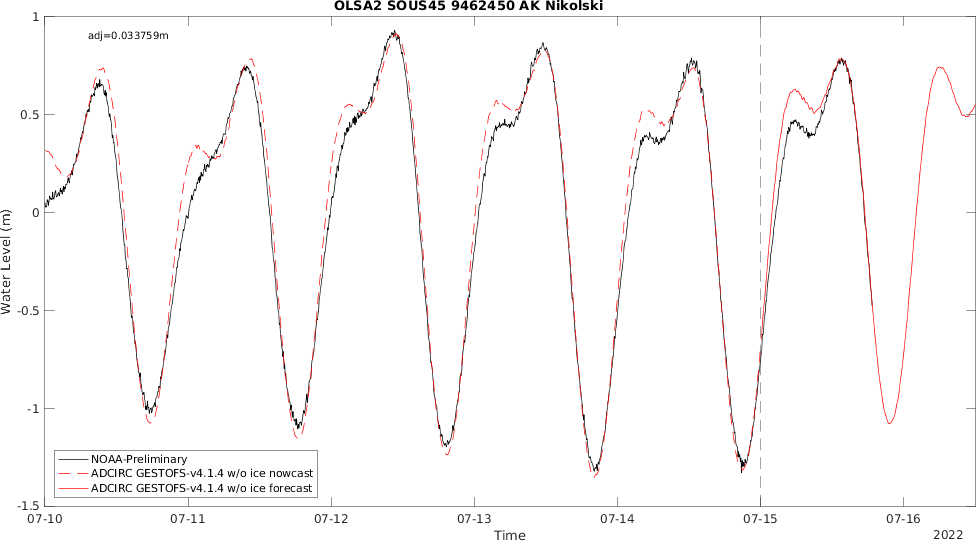 OLSA2 SOUS45 9462450 AK Nikolski
adj=0.033759m
1
0.5
0
-0.5
-1
-1.5
Water Level (m)
NOAA-Preliminary
ADCIRC GESTOFS-v4.1.4 w/o ice nowcast
ADCIRC GESTOFS-v4.1.4 w/o ice forecast
07-10 07-11 07-12 07-13 07-14 07-15 07-16
Time
2022